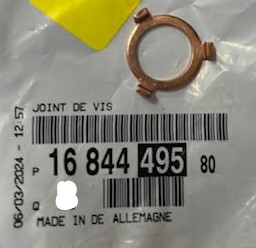 JOINT DE VIS
P 16 844 495 80
Q
MADE IN DE ALLEMAGNE
06/03/2024 - 12:57